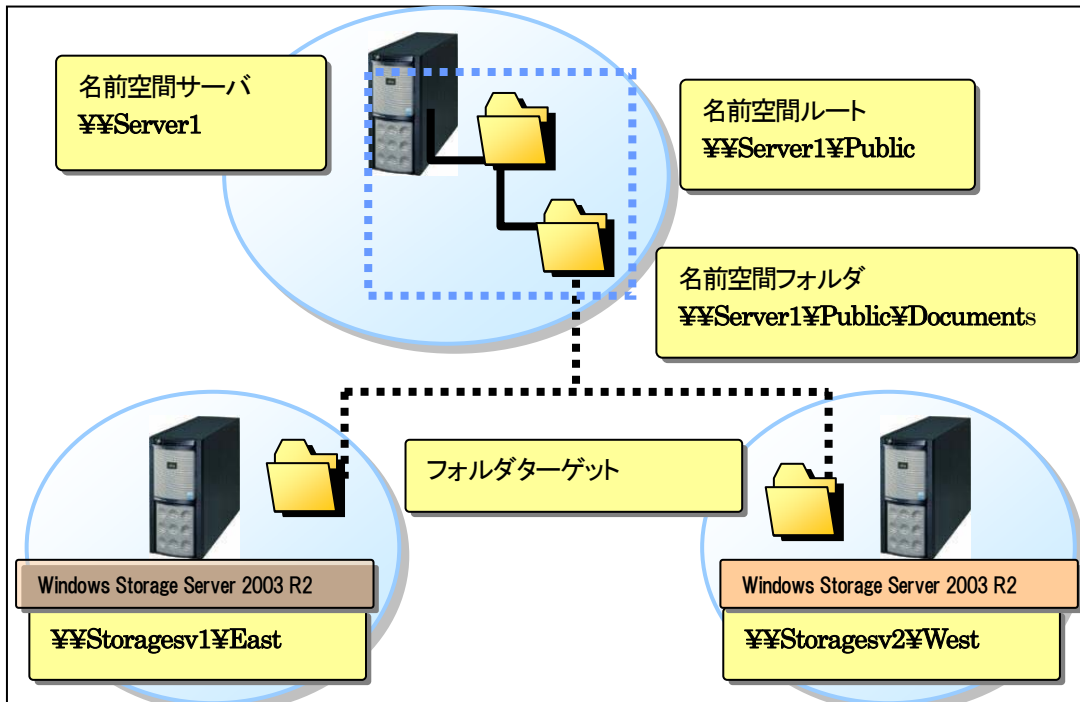 名前空間サーバ
¥¥Server1
名前空間ルート
¥¥Server1¥Public
名前空間フォルダ
¥¥Server1¥Public¥Documents
フォルダターゲット
Windows Storage Server 2003 R2
¥¥Storagesv1¥East
Windows Storage Server 2003 R2
¥¥Storagesv2¥West